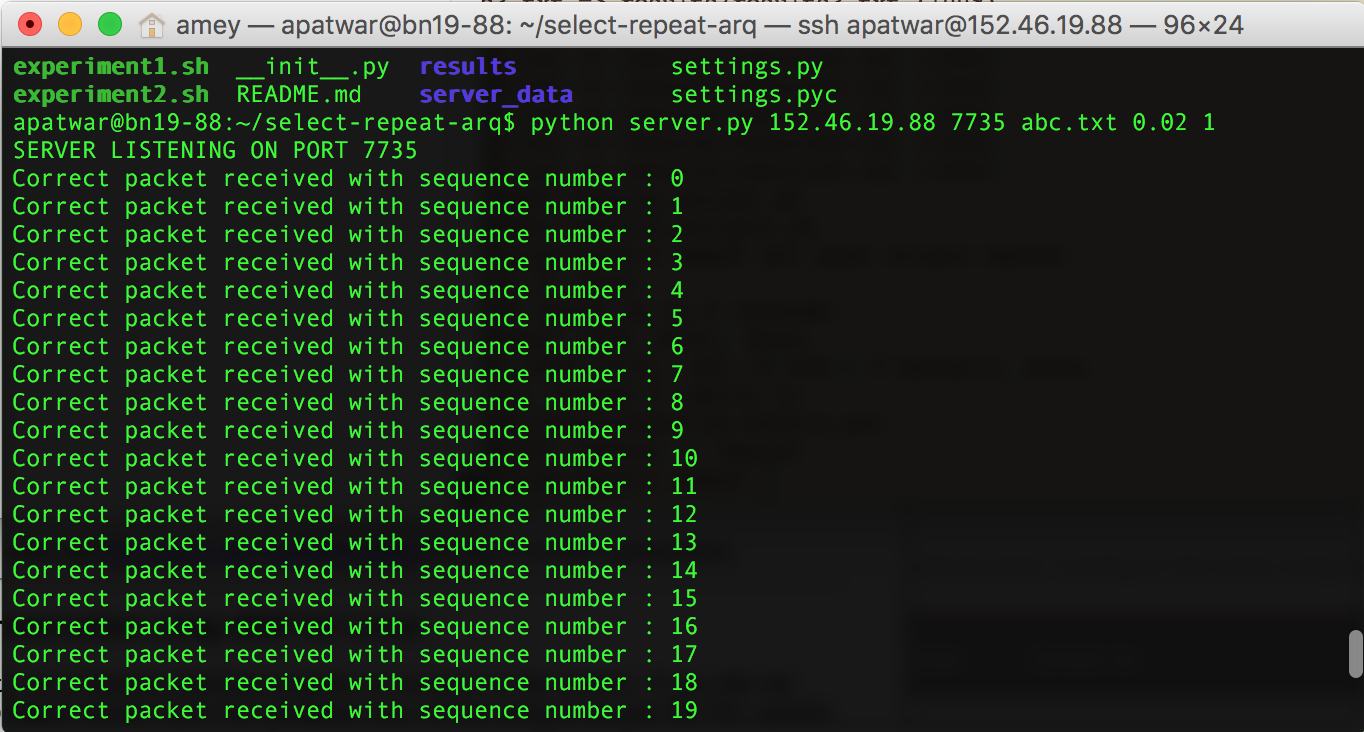 amey — apatwar@bn19-88: ~/select-repeat-arq — ssh apatwar@152.46.19.88 — 96×24
experiment1.sh __init__.py results settings.py
experiment2.sh README.md server_data settings.pyc
apatwar@bn19-88:~/select-repeat-arq$ python server.py 152.46.19.88 7735 abc.txt 0.02 1
SERVER LISTENING ON PORT 7735
Correct packet received with sequence number : 0
Correct packet received with sequence number : 1
Correct packet received with sequence number : 2
Correct packet received with sequence number : 3
Correct packet received with sequence number : 4
Correct packet received with sequence number : 5
Correct packet received with sequence number : 6
Correct packet received with sequence number : 7
Correct packet received with sequence number : 8
Correct packet received with sequence number : 9
Correct packet received with sequence number : 10
Correct packet received with sequence number : 11
Correct packet received with sequence number : 12
Correct packet received with sequence number : 13
Correct packet received with sequence number : 14
Correct packet received with sequence number : 15
Correct packet received with sequence number : 16
Correct packet received with sequence number : 17
Correct packet received with sequence number : 18
Correct packet received with sequence number : 19